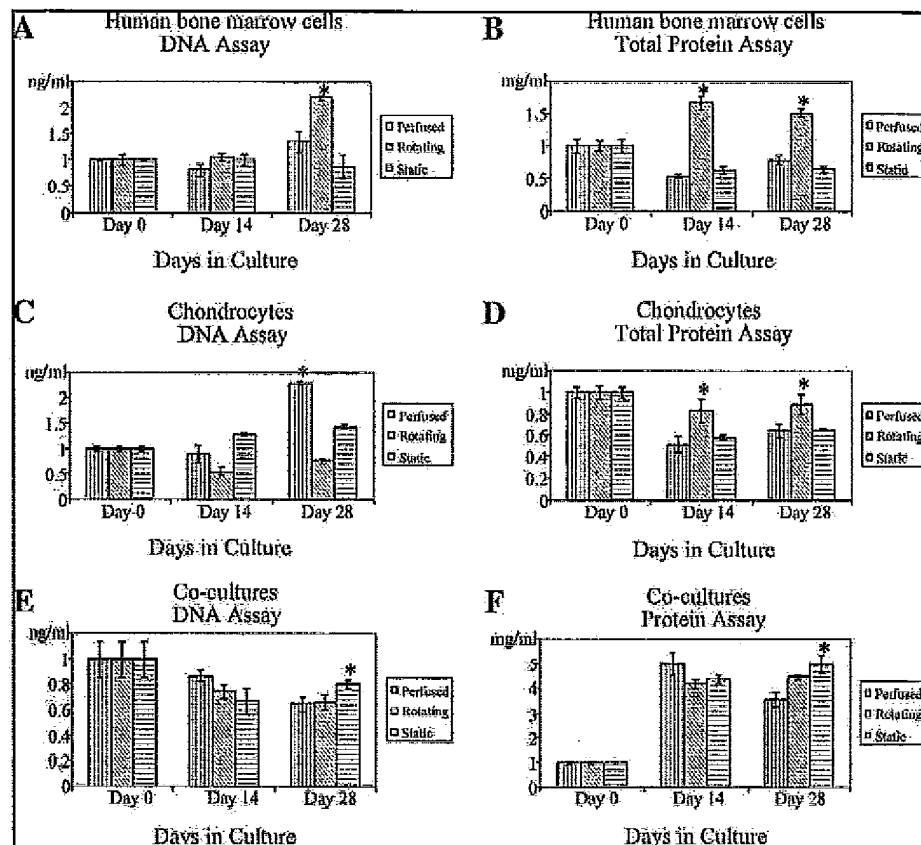 A
Human bone marrow cells
DNA Assay
ng/ml
2
1.5
1
0.5
0
*
Day 0
Day 14
Day 28
Days in Culture
Perfused
Rotating
Static
B
Human bone marrow cells
Total Protein Assay
mg/ml
1.5
1
0.5
0
*
*
Day 0
Day 14
Day 28
Days in Culture
Perfused
Rotating
Static
C
Chondrocytes
DNA Assay
ng/ml
2
1.5
1
0.5
0
*
Day 0
Day 14
Day 28
Days in Culture
Perfused
Rotating
Static
D
Chondrocytes
Total Protein Assay
mg/ml
1
0.8
0.6
0.4
0.2
0
*
*
Day 0
Day 14
Day 28
Days in Culture
Perfused
Rotating
Static
E
Co-cultures
DNA Assay
ng/ml
1
0.8
0.6
0.4
0.2
0
*
Day 0
Day 14
Day 28
Days in Culture
Perfused
Rotating
Static
F
Co-cultures
Protein Assay
mg/ml
5
4
3
2
1
0
*
Day 0
Day 14
Day 28
Days in Culture
Perfused
Rotating
Static